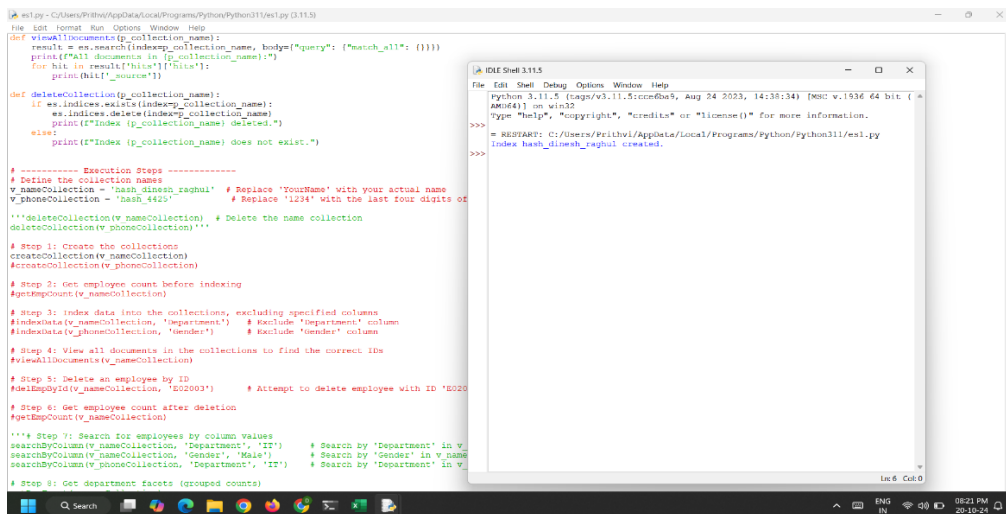 es1.py - C:/Users/Prithvi/AppData/Local/Programs/Python/Python311/es1.py (3.11.5)
File Edit Format Run Options Window Help
def viewAllDocuments(p_collection_name):
    result = es.search(index=p_collection_name, body={"query": {"match_all": {}}})
    print(f"All documents in {p_collection_name}:")
    for hit in result['hits']['hits']:
        print(hit['_source'])
def deleteCollection(p_collection_name):
    if es.indices.exists(index=p_collection_name):
        es.indices.delete(index=p_collection_name)
        print(f"Index {p_collection_name} deleted.")
    else:
        print(f"Index {p_collection_name} does not exist.")
# ----------- Execution Steps -------------
# Define the collection names
v_nameCollection = 'hash_dinesh_raghul'  # Replace 'YourName' with your actual name
v_phoneCollection = 'hash_4425'          # Replace '1234' with the last four digits of
'''deleteCollection(v_nameCollection)  # Delete the name collection
deleteCollection(v_phoneCollection)'''
# Step 1: Create the collections
createCollection(v_nameCollection)
#createCollection(v_phoneCollection)
# Step 2: Get employee count before indexing
#getEmpCount(v_nameCollection)
# Step 3: Index data into the collections, excluding specified columns
#indexData(v_nameCollection, 'Department')   # Exclude 'Department' column
#indexData(v_phoneCollection, 'Gender')      # Exclude 'Gender' column
# Step 4: View all documents in the collections to find the correct IDs
#viewAllDocuments(v_nameCollection)
# Step 5: Delete an employee by ID
#delEmpById(v_nameCollection, 'E02003')      # Attempt to delete employee with ID 'E020
# Step 6: Get employee count after deletion
#getEmpCount(v_nameCollection)
'''# Step 7: Search for employees by column values
searchByColumn(v_nameCollection, 'Department', 'IT')     # Search by 'Department' in v_
searchByColumn(v_nameCollection, 'Gender', 'Male')       # Search by 'Gender' in v_name
searchByColumn(v_phoneCollection, 'Department', 'IT')    # Search by 'Department' in v_
# Step 8: Get department facets (grouped counts)
IDLE Shell 3.11.5
File Edit Shell Debug Options Window Help
Python 3.11.5 (tags/v3.11.5:cce6ba9, Aug 24 2023, 14:38:34) [MSC v.1936 64 bit (
AMD64)] on win32
Type "help", "copyright", "credits" or "license()" for more information.
>>>
= RESTART: C:/Users/Prithvi/AppData/Local/Programs/Python/Python311/es1.py
Index hash_dinesh_raghul created.
>>>
Ln: 6 Col: 0
Search
ENG
IN
08:21 PM
20-10-24